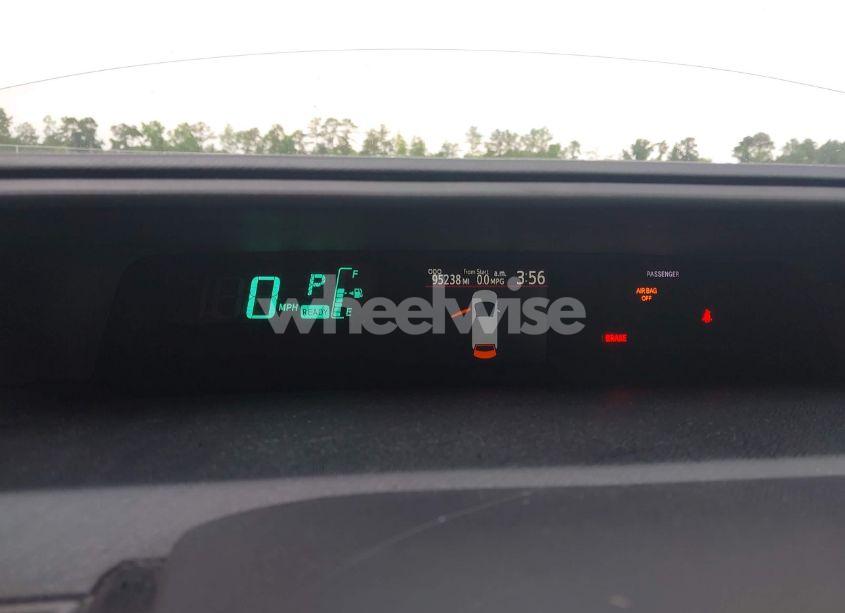 0 MPH
P
READY
F
E
ODO
95238 MI
From Start
0.0 MPG
a.m.
3:56
PASSENGER
AIR BAG
OFF
BRAKE
wheelwise